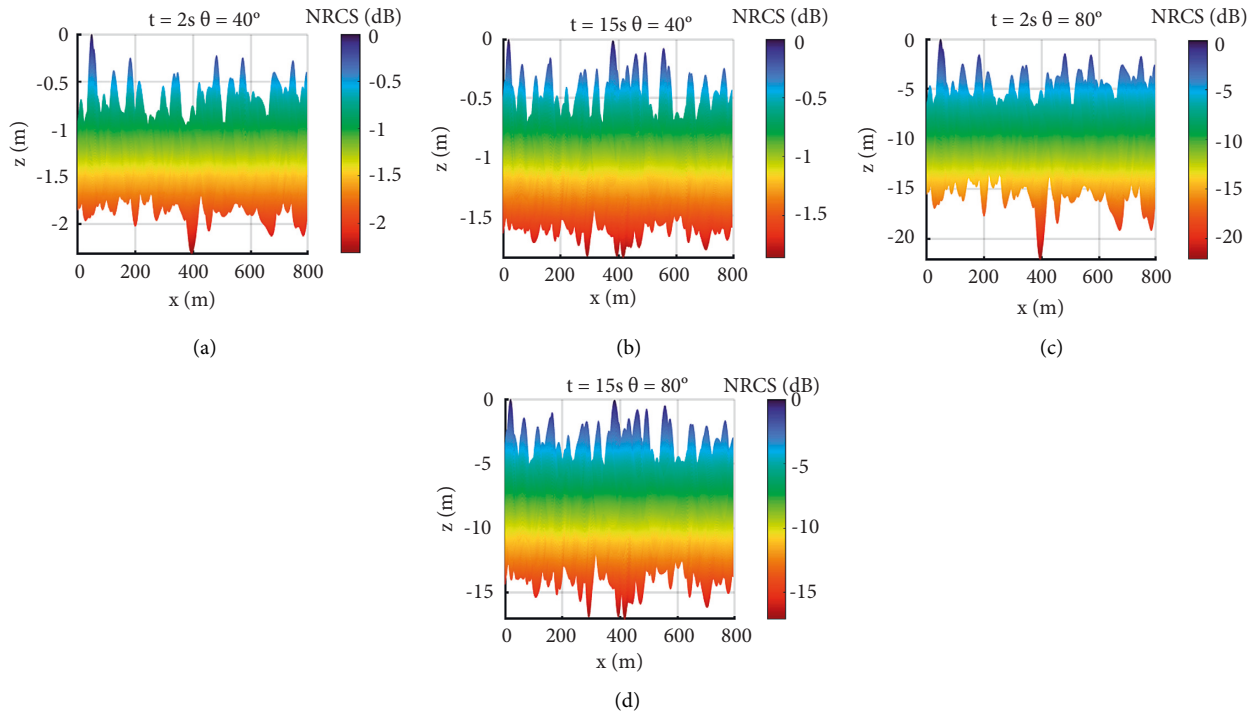 t = 2s θ = 40º
NRCS (dB)
0
-0.5
-1
-1.5
-2
z (m)
0
200
400
600
800
x (m)
0
-0.5
-1
-1.5
-2
(a)
t = 15s θ = 40º
NRCS (dB)
0
-0.5
-1
-1.5
z (m)
0
200
400
600
800
x (m)
0
-0.5
-1
-1.5
(b)
t = 2s θ = 80º
NRCS (dB)
0
-5
-10
-15
-20
z (m)
0
200
400
600
800
x (m)
0
-5
-10
-15
-20
(c)
t = 15s θ = 80º
NRCS (dB)
0
-5
-10
-15
z (m)
0
200
400
600
800
x (m)
0
-5
-10
-15
(d)